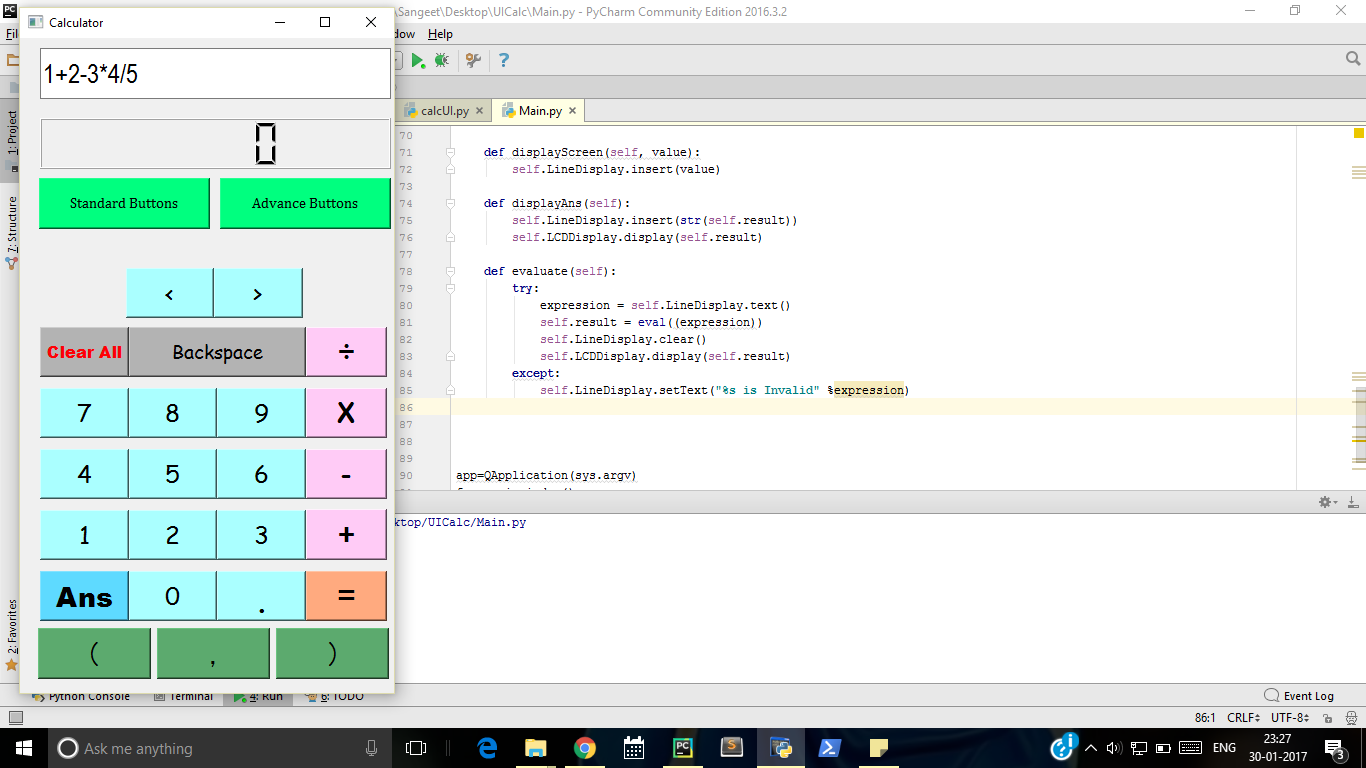 Calculator
\Sangeet\Desktop\UICalc\Main.py - PyCharm Community Edition 2016.3.2
dow Help
1+2-3*4/5
0
Standard Buttons Advance Buttons
< >
Clear All Backspace ÷
7 8 9 X
4 5 6 -
1 2 3 +
Ans 0 . =
( , )
PC
1: Project
7: Structure
2: Favorites
calcUI.py Main.py
70
71 def displayScreen(self, value):
72 self.LineDisplay.insert(value)
73
74 def displayAns(self):
75 self.LineDisplay.insert(str(self.result))
76 self.LCDDisplay.display(self.result)
77
78 def evaluate(self):
79 try:
80 expression = self.LineDisplay.text()
81 self.result = eval((expression))
82 self.LineDisplay.clear()
83 self.LCDDisplay.display(self.result)
84 except:
85 self.LineDisplay.setText("%s is Invalid" %expression)
86
87
88
89
90 app=QApplication(sys.argv)
ktop/UICalc/Main.py
Python Console Terminal 4: Run 6: TODO Event Log
86:1 CRLF UTF-8
Ask me anything
PC
S
ENG
23:27
30-01-2017
3